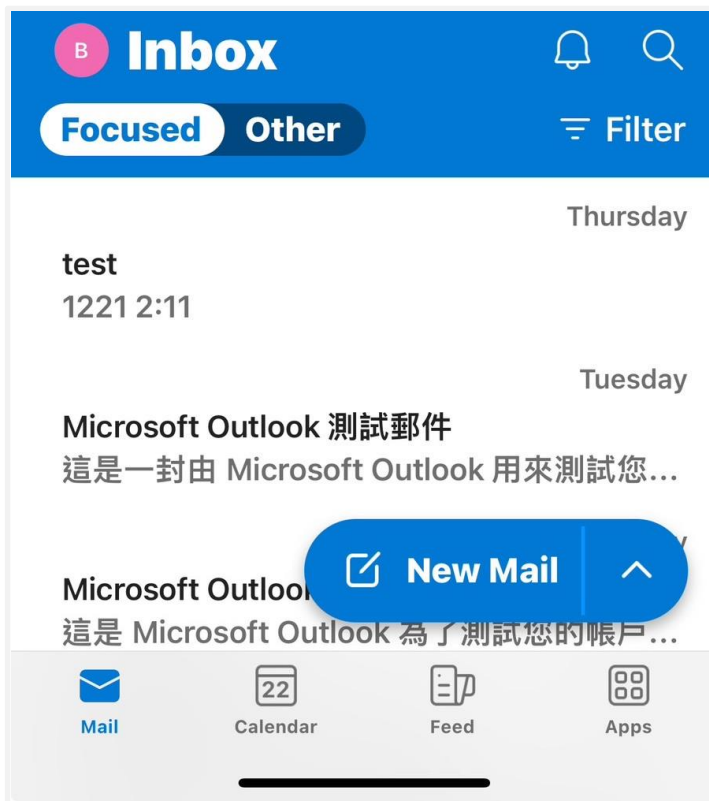 B Inbox
Focused Other Filter
Thursday
test
1221 2:11
Tuesday
Microsoft Outlook 測試郵件
這是一封由 Microsoft Outlook 用來測試您...
New Mail
Microsoft
這是 Microsoft Outlook 為了測試您的帳戶...
22
Mail Calendar Feed Apps